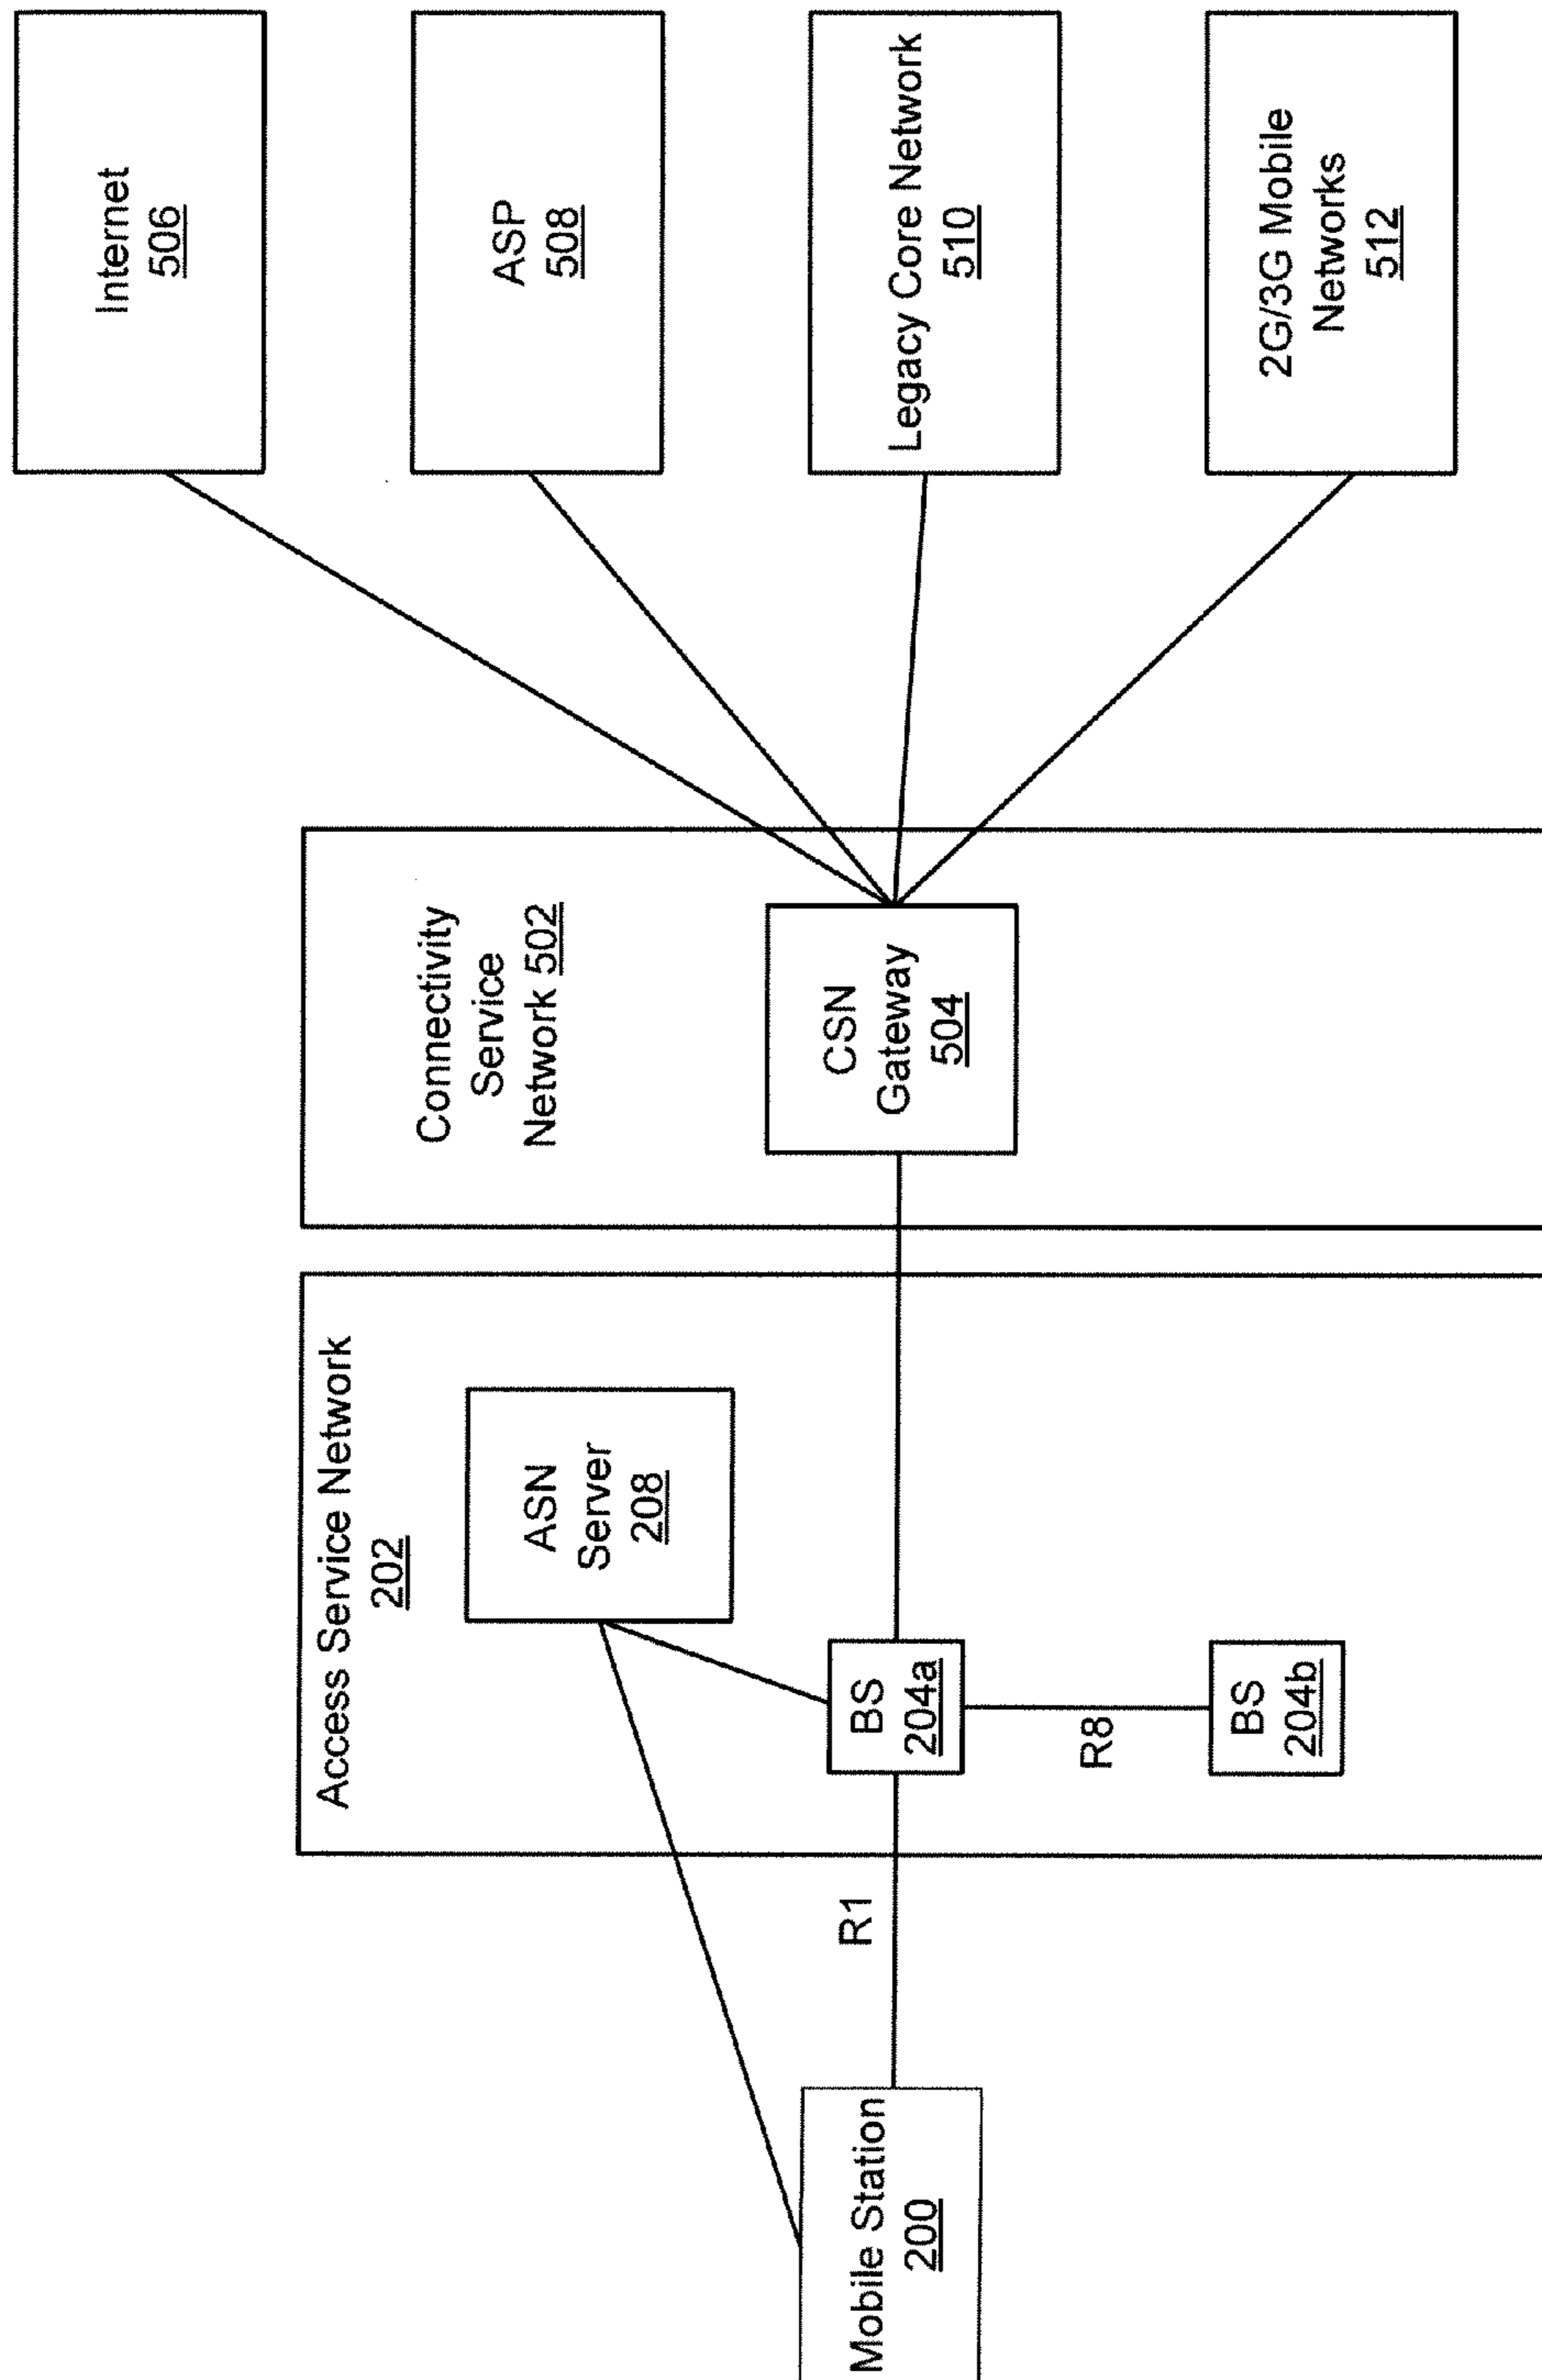 Mobile Station
200
R1
Access Service Network
202
ASN
Server
208
BS
204a
R8
BS
204b
Connectivity
Service
Network 502
CSN
Gateway
504
Internet
506
ASP
508
Legacy Core Network
510
2G/3G Mobile
Networks
512